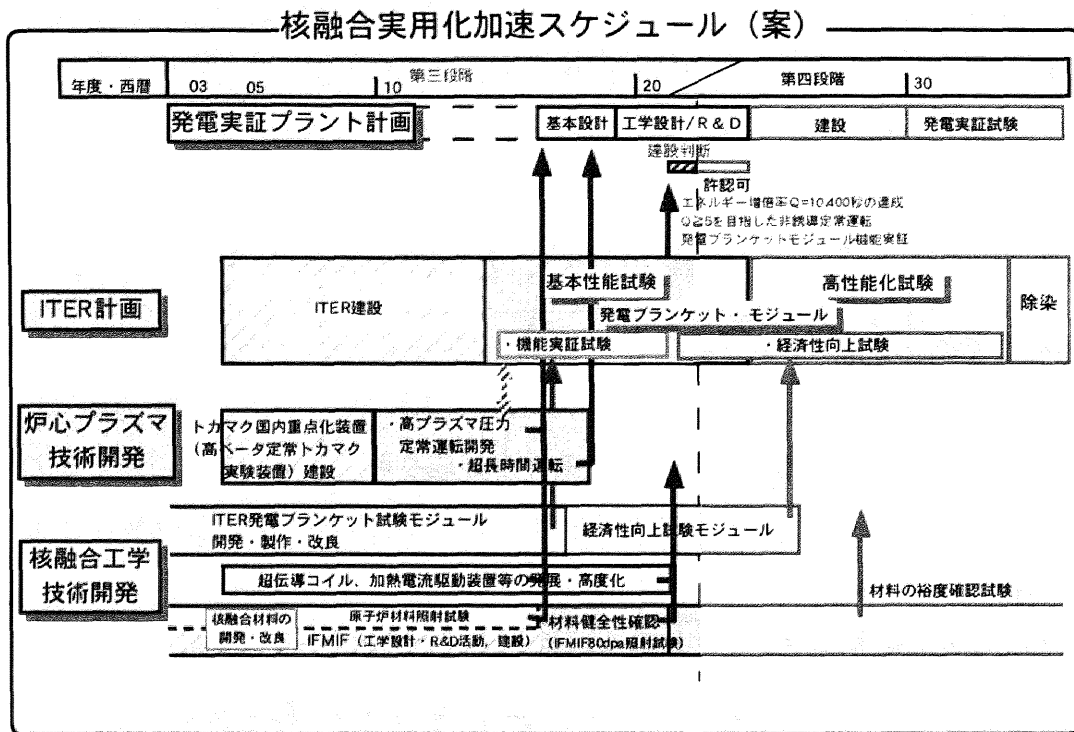 核融合実用化加速スケジュール（案）
年度・西暦
03
05
10
第三段階
20
第四段階
30
発電実証プラント計画
基本設計
工学設計/R＆D
建設
発電実証試験
建設判断
許認可
エネルギー増倍率Q=10,400秒の達成
Q≧5を目指した非誘導定常運転
発電ブランケットモジュール機能実証
ITER計画
ITER建設
基本性能試験
高性能化試験
除染
発電ブランケット・モジュール
・機能実証試験
・経済性向上試験
炉心プラズマ
技術開発
トカマク国内重点化装置
（高ベータ定常トカマク
実験装置）建設
・高プラズマ圧力
定常運転開発
・超長時間運転
核融合工学
技術開発
ITER発電ブランケット試験モジュール
開発・製作・改良
経済性向上試験モジュール
超伝導コイル、加熱電流駆動装置等の発展・高度化
材料の裕度確認試験
核融合材料の
開発・改良
原子炉材料照射試験
IFMIF（工学設計・R&D活動，建設）
材料健全性確認
(IFMIF80dpa照射試験)